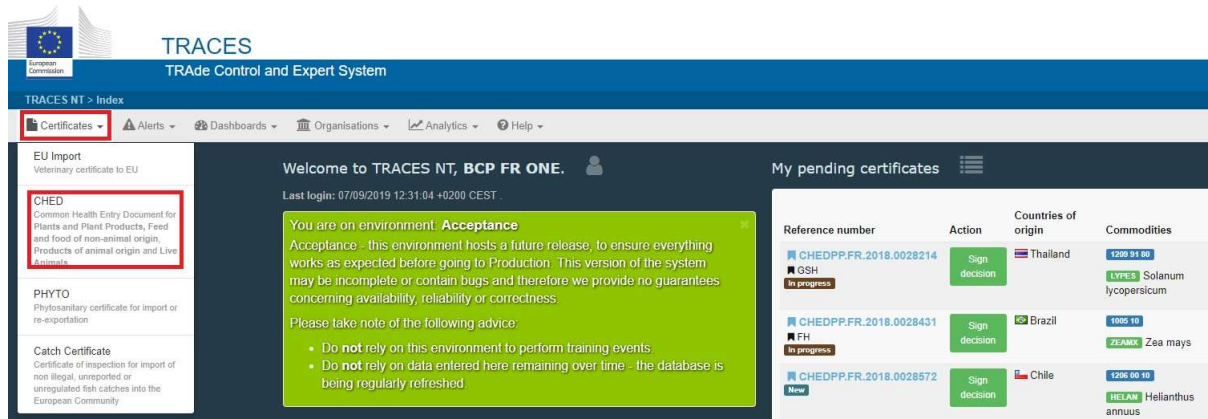 European
Commission
TRACES
TRAde Control and Expert System
TRACES NT > Index
Certificates
Alerts
Dashboards
Organisations
Analytics
Help
EU Import
Veterinary certificate to EU
CHED
Common Health Entry Document for
Plants and Plant Products, Feed
and food of non-animal origin,
Products of animal origin and Live
Animals
PHYTO
Phytosanitary certificate for import or
re-exportation
Catch Certificate
Certificate of inspection for import of
non illegal, unreported or
unregulated fish catches into the
European Community
Welcome to TRACES NT, BCP FR ONE.
Last login: 07/09/2019 12:31:04 +0200 CEST .
You are on environment: Acceptance
Acceptance - this environment hosts a future release, to ensure everything
works as expected before going to Production. This version of the system
may be incomplete or contain bugs and therefore we provide no guarantees
concerning availability, reliability or correctness.
Please take note of the following advice:
• Do not rely on this environment to perform training events.
• Do not rely on data entered here remaining over time - the database is
being regularly refreshed
My pending certificates
Reference number Action Countries of origin Commodities
CHEDPP.FR.2018.0028214 Sign decision Thailand 1209 91 80
GSH
In progress
LYPES Solanum
lycopersicum
CHEDPP.FR.2018.0028431 Sign decision Brazil 1005 10
FH
In progress
ZEAMX Zea mays
CHEDPP.FR.2018.0028572 Sign decision Chile 1206 00 10
New
HELAN Helianthus
annuus